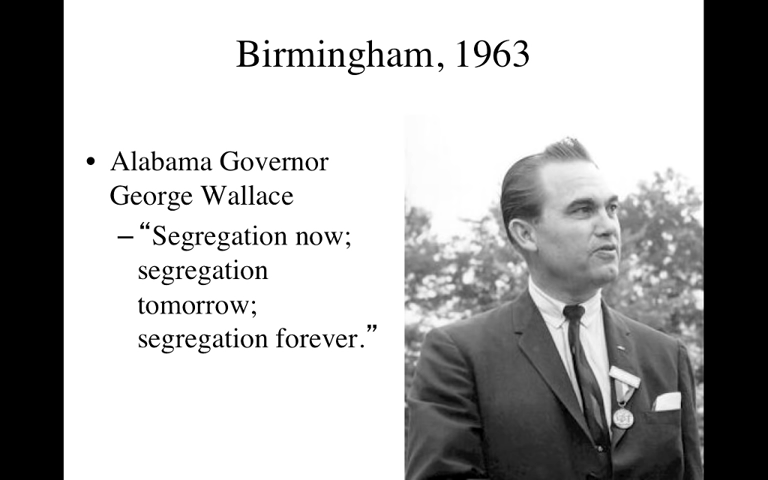 Birmingham, 1963
• Alabama Governor
George Wallace
– “Segregation now;
segregation
tomorrow;
segregation forever.”